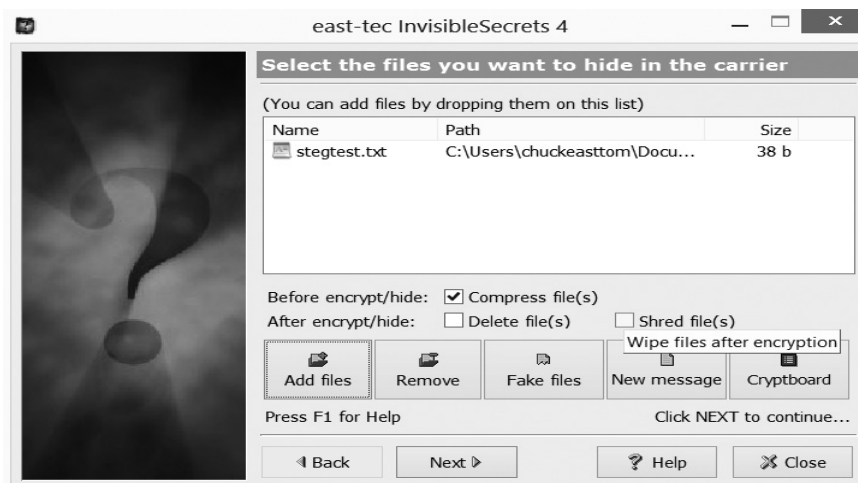 east-tec InvisibleSecrets 4
Select the files you want to hide in the carrier
(You can add files by dropping them on this list)
Name Path Size
stegtest.txt C:\Users\chuckeasttom\Docu... 38 b
Before encrypt/hide: Compress file(s)
After encrypt/hide: Delete file(s) Shred file(s)
Wipe files after encryption
Add files Remove Fake files New message Cryptboard
Press F1 for Help Click NEXT to continue...
Back Next Help Close